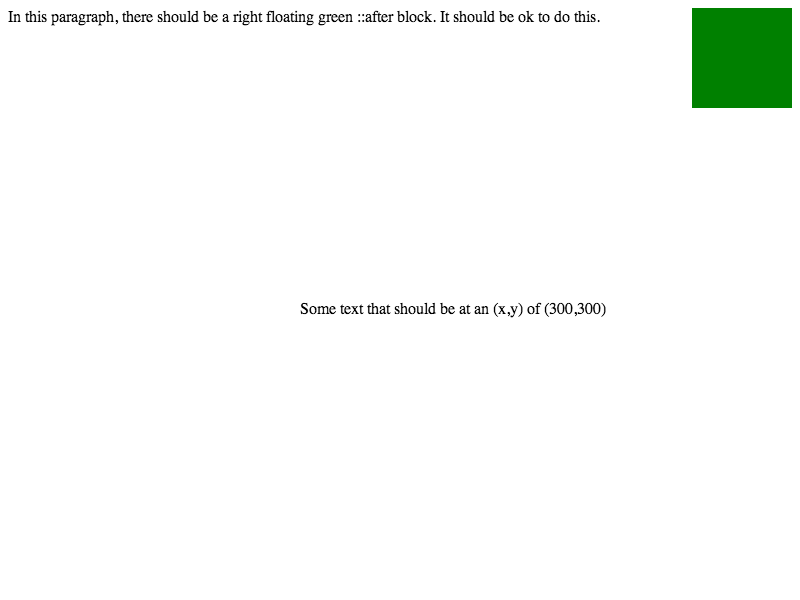 In this paragraph, there should be a right floating green ::after block. It should be ok to do this.
Some text that should be at an (x,y) of (300,300)